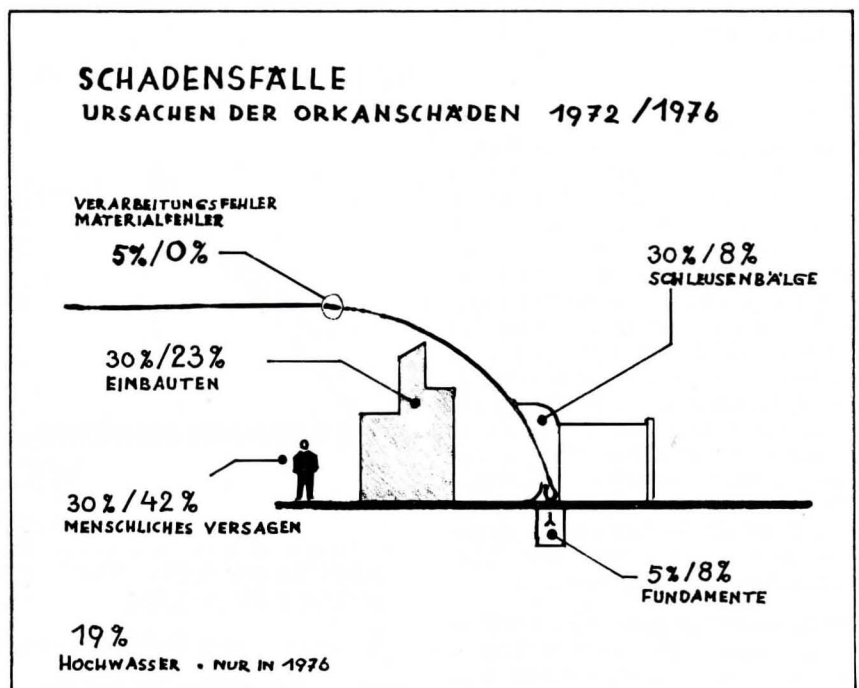 SCHADENSFÄLLE
URSACHEN DER ORKANSCHÄDEN 1972/1976
VERARBEITUNGSFEHLER
MATERIALFEHLER
5%/0%
30%/8%
SCHLEUSENBÄLGE
30%/23%
EINBAUTEN
30%/42%
MENSCHLICHES VERSAGEN
5%/8%
FUNDAMENTE
19%
HOCHWASSER • NUR IN 1976